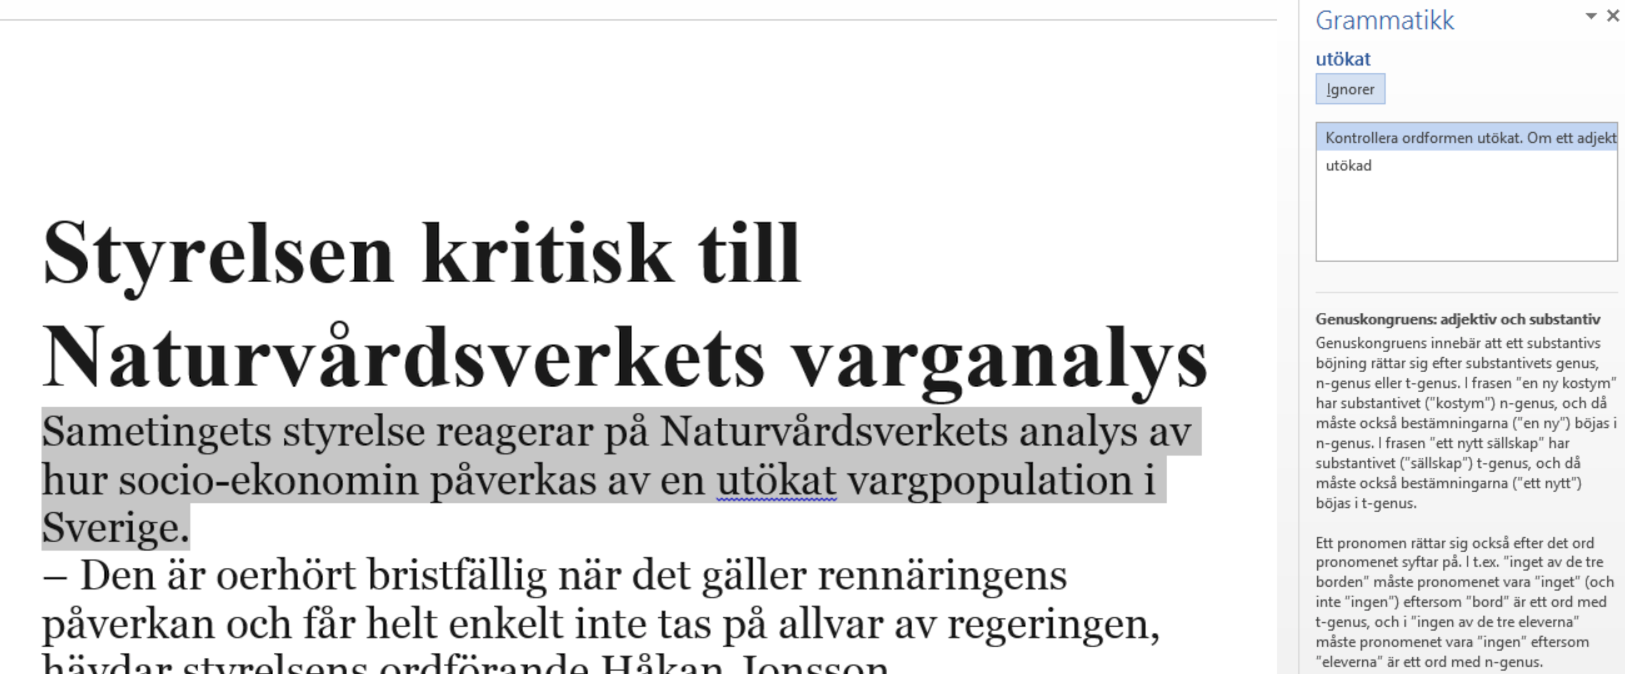 Styrelsen kritisk till
Naturvårdsverkets varganalys
Sametingets styrelse reagerar på Naturvårdsverkets analys av
hur socio-ekonomin påverkas av en utökat vargpopulation i
Sverige.
– Den är oerhört bristfällig när det gäller rennäringens
påverkan och får helt enkelt inte tas på allvar av regeringen,
hävdar styrelsens ordförande Håkan Jonsson
Grammatikk
utökat
Ignorer
Kontrollera ordformen utökat. Om ett adjekt
utökad
Genuskongruens: adjektiv och substantiv
Genuskongruens innebär att ett substantivs
böjning rättar sig efter substantivets genus,
n-genus eller t-genus. I frasen "en ny kostym"
har substantivet ("kostym") n-genus, och då
måste också bestämningarna ("en ny") böjas i
n-genus. I frasen "ett nytt sällskap" har
substantivet ("sällskap") t-genus, och då
måste också bestämningarna ("ett nytt")
böjas i t-genus.
Ett pronomen rättar sig också efter det ord
pronomenet syftar på. I t.ex. "inget av de tre
borden" måste pronomenet vara "inget" (och
inte "ingen") eftersom "bord" är ett ord med
t-genus, och i "ingen av de tre eleverna"
måste pronomenet vara "ingen" eftersom
"eleverna" är ett ord med n-genus.